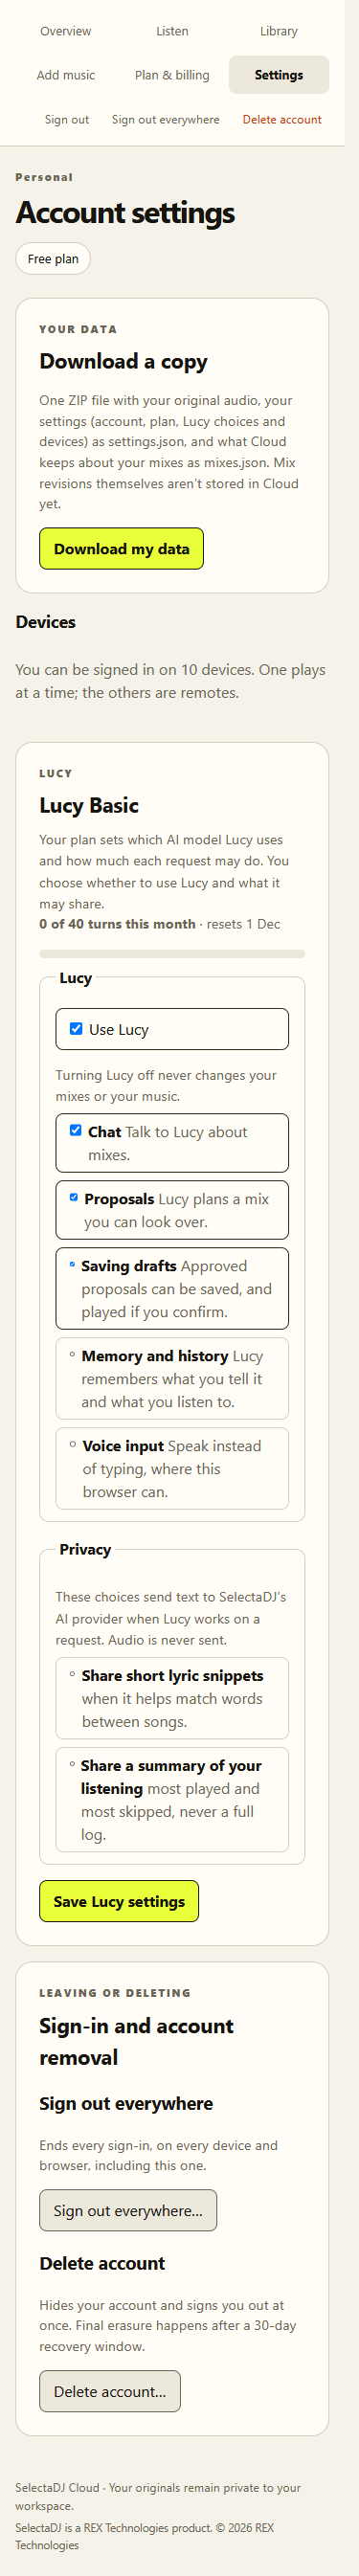 Overview Listen Library
Add music Plan & billing Settings
Sign out Sign out everywhere Delete account
Personal
Account settings
Free plan
YOUR DATA
Download a copy
One ZIP file with your original audio, your
settings (account, plan, Lucy choices and
devices) as settings.json, and what Cloud
keeps about your mixes as mixes.json. Mix
revisions themselves aren't stored in Cloud
yet.
Download my data
Devices
You can be signed in on 10 devices. One plays
at a time; the others are remotes.
LUCY
Lucy Basic
Your plan sets which AI model Lucy uses
and how much each request may do. You
choose whether to use Lucy and what it
may share.
0 of 40 turns this month · resets 1 Dec
Lucy
Use Lucy
Turning Lucy off never changes your
mixes or your music.
Chat Talk to Lucy about
mixes.
Proposals Lucy plans a mix
you can look over.
Saving drafts Approved
proposals can be saved, and
played if you confirm.
Memory and history Lucy
remembers what you tell it
and what you listen to.
Voice input Speak instead
of typing, where this
browser can.
Privacy
These choices send text to SelectaDJ's
AI provider when Lucy works on a
request. Audio is never sent.
Share short lyric snippets
when it helps match words
between songs.
Share a summary of your
listening most played and
most skipped, never a full
log.
Save Lucy settings
LEAVING OR DELETING
Sign-in and account
removal
Sign out everywhere
Ends every sign-in, on every device and
browser, including this one.
Sign out everywhere...
Delete account
Hides your account and signs you out at
once. Final erasure happens after a 30-day
recovery window.
Delete account...
SelectaDJ Cloud · Your originals remain private to your
workspace.
SelectaDJ is a REX Technologies product. © 2026 REX
Technologies